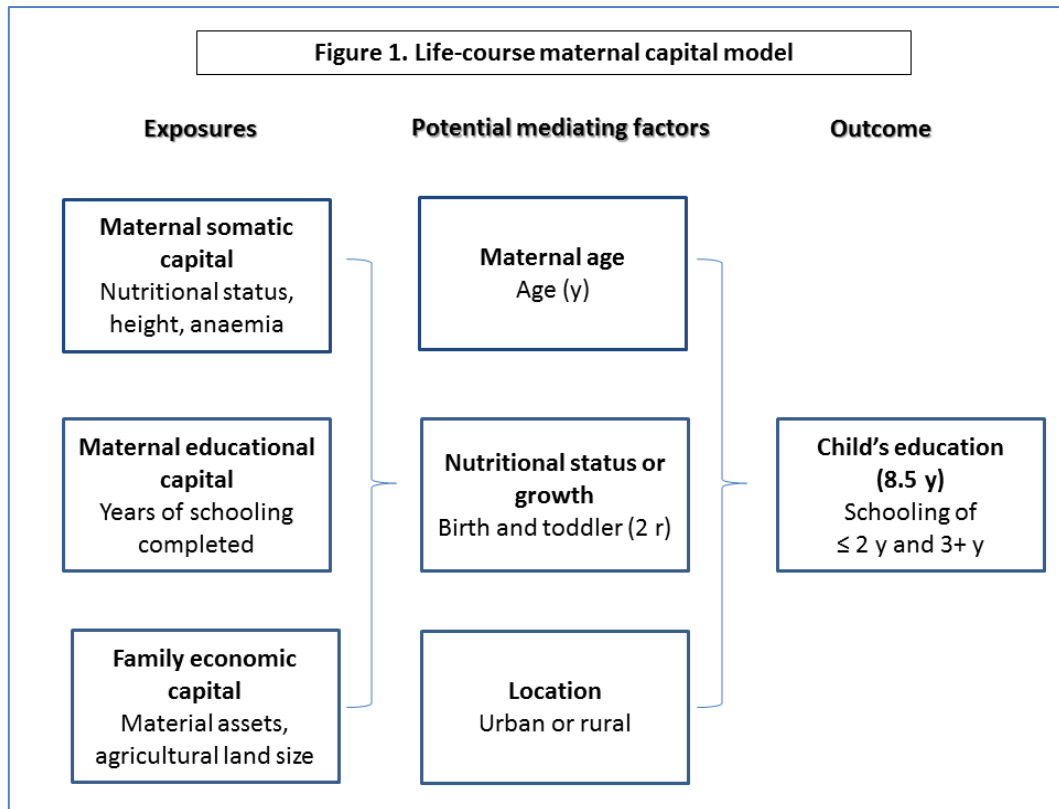 Figure 1. Life-course maternal capital model
Exposures
Potential mediating factors
Outcome
Maternal somatic
capital
Nutritional status,
height, anaemia
Maternal age
Age (y)
Maternal educational
capital
Years of schooling
completed
Nutritional status or
growth
Birth and toddler (2 r)
Child's education
(8.5 y)
Schooling of
≤ 2 y and 3+ y
Family economic
capital
Material assets,
agricultural land size
Location
Urban or rural